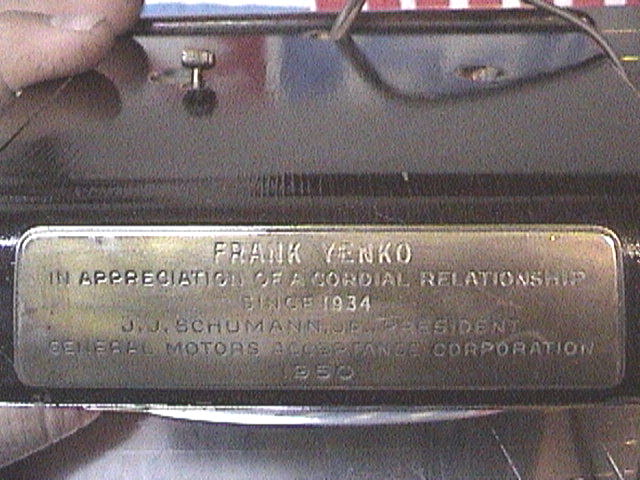 FRANK YENKO
IN APPRECIATION OF A CORDIAL RELATIONSHIP
SINCE 1934
J.J. SCHUMANN, JR., PRESIDENT
GENERAL MOTORS ACCEPTANCE CORPORATION
1950